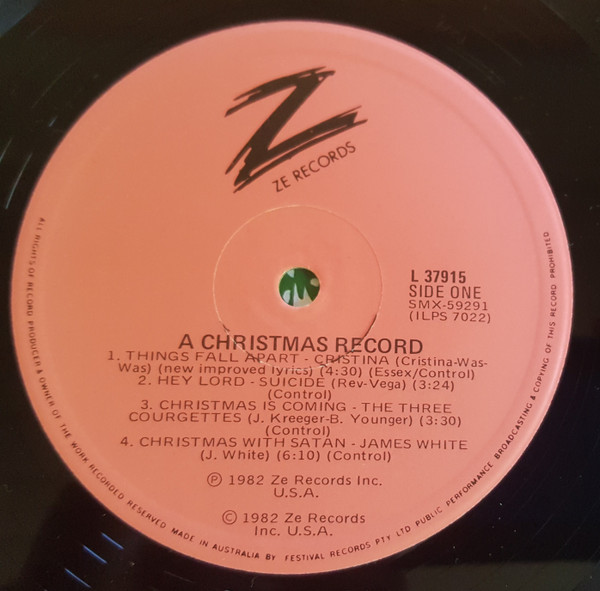 Z
ZE RECORDS
L 37915
SIDE ONE
SMX-59291
(ILPS 7022)
A CHRISTMAS RECORD
1. THINGS FALL APART - CRISTINA (Cristina-Was-
Was) (new improved lyrics) (4:30) (Essex/Control)
2. HEY LORD - SUICIDE (Rev-Vega) (3:24)
(Control)
3. CHRISTMAS IS COMING - THE THREE
COURGETTES (J. Kreeger-B. Younger) (3:30)
(Control)
4. CHRISTMAS WITH SATAN - JAMES WHITE
(J. White) (6:10) (Control)
℗ 1982 Ze Records Inc.
U.S.A.
© 1982 Ze Records
Inc. U.S.A.
ALL RIGHTS OF RECORD PRODUCER & OWNER OF THE WORK RECORDED RESERVED MADE IN AUSTRALIA BY FESTIVAL RECORDS PTY LTD PUBLIC PERFORMANCE BROADCASTING & COPYING OF THIS RECORD PROHIBITED